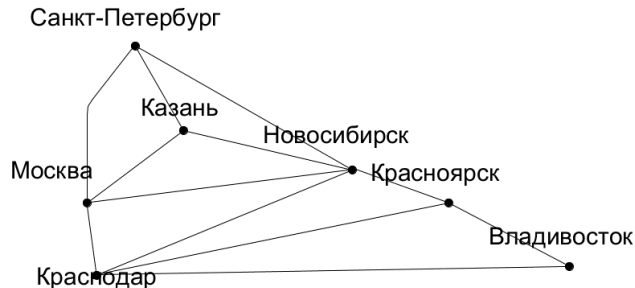 Санкт-Петербург
Казань
Новосибирск
Москва
Красноярск
Владивосток
Краснодар